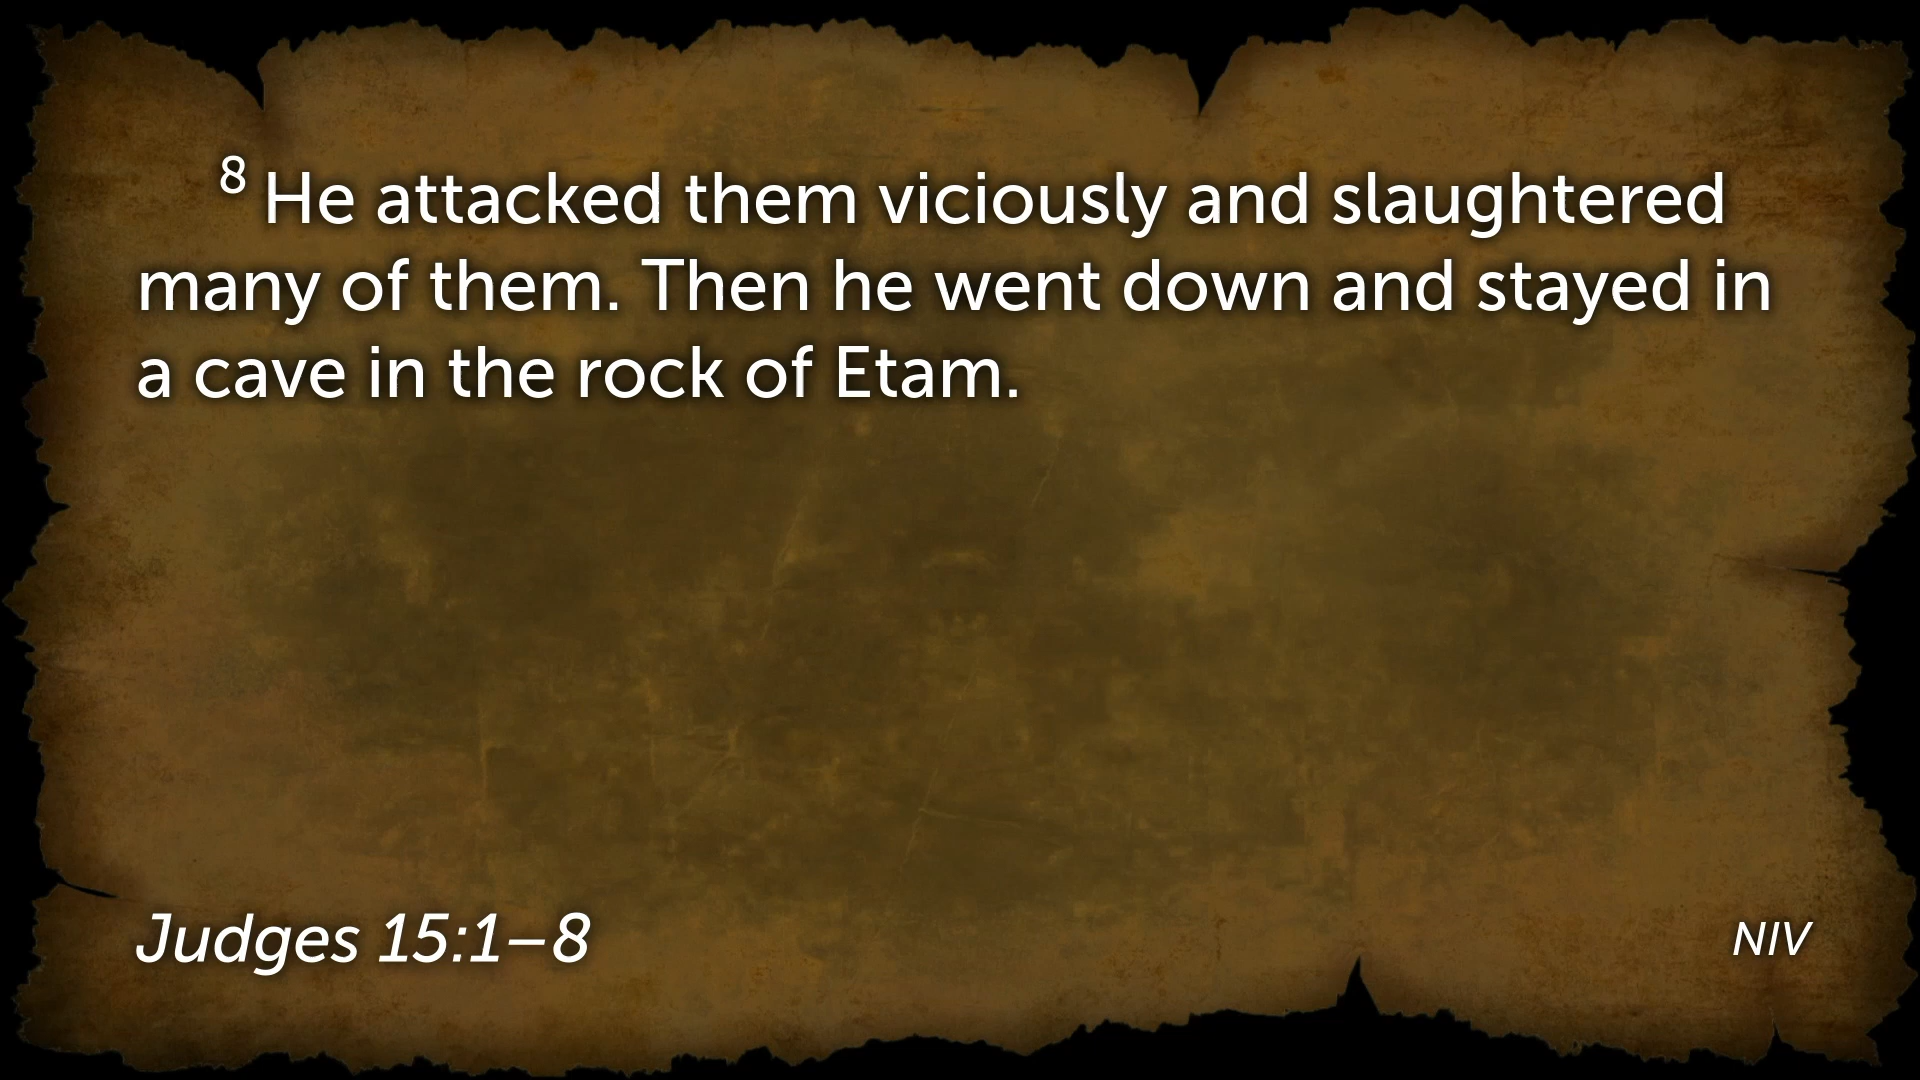 8 He attacked them viciously and slaughtered
many of them. Then he went down and stayed in
a cave in the rock of Etam.
Judges 15:1–8
NIV